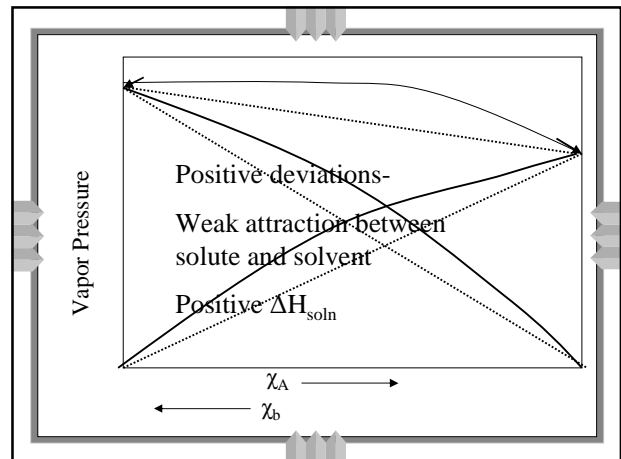 Vapor Pressure
Positive deviations-
Weak attraction between
solute and solvent
Positive ΔHsoln
χA
χb